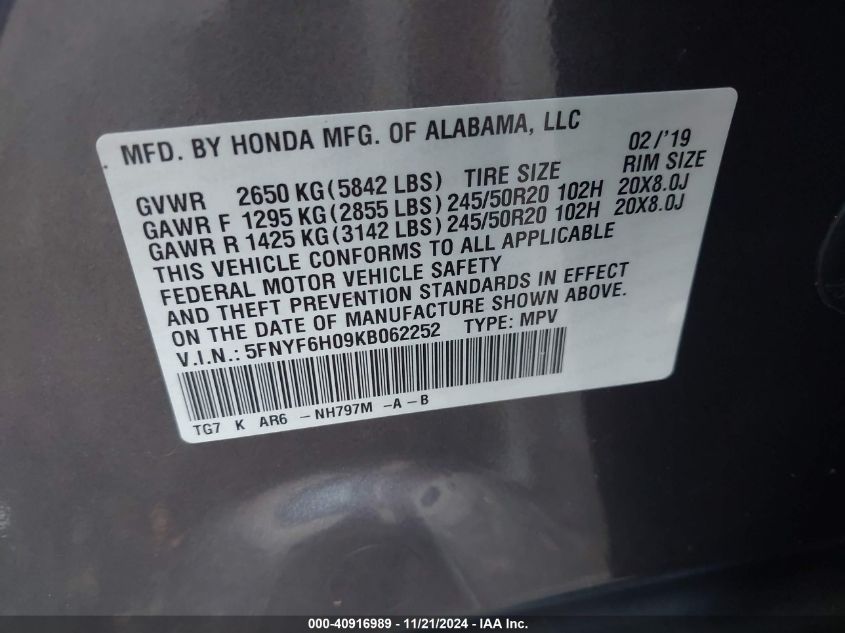 MFD. BY HONDA MFG. OF ALABAMA, LLC 02/'19
GVWR 2650 KG(5842 LBS) TIRE SIZE RIM SIZE
GAWR F 1295 KG(2855 LBS) 245/50R20 102H 20X8.0J
GAWR R 1425 KG(3142 LBS) 245/50R20 102H 20X8.0J
THIS VEHICLE CONFORMS TO ALL APPLICABLE
FEDERAL MOTOR VEHICLE SAFETY
AND THEFT PREVENTION STANDARDS IN EFFECT
ON THE DATE OF MANUFACTURE SHOWN ABOVE.
V.I.N.: 5FNYF6H09KB062252 TYPE: MPV
TG7 K AR6 -NH797M -A-B
000-40916989 - 11/21/2024 - IAAI.com.